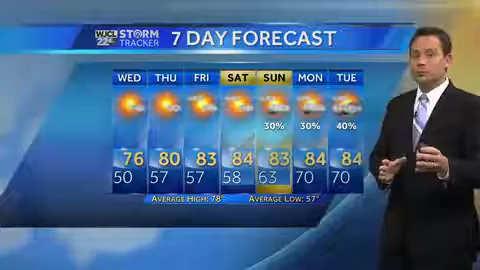 WJCL
22
STORM
TRACKER
7 DAY FORECAST
WED THU FRI SAT SUN MON TUE
30% 30% 40%
76 80 83 84 83 84 84
50 57 57 58 63 70 70
AVERAGE HIGH: 78° AVERAGE LOW: 57°